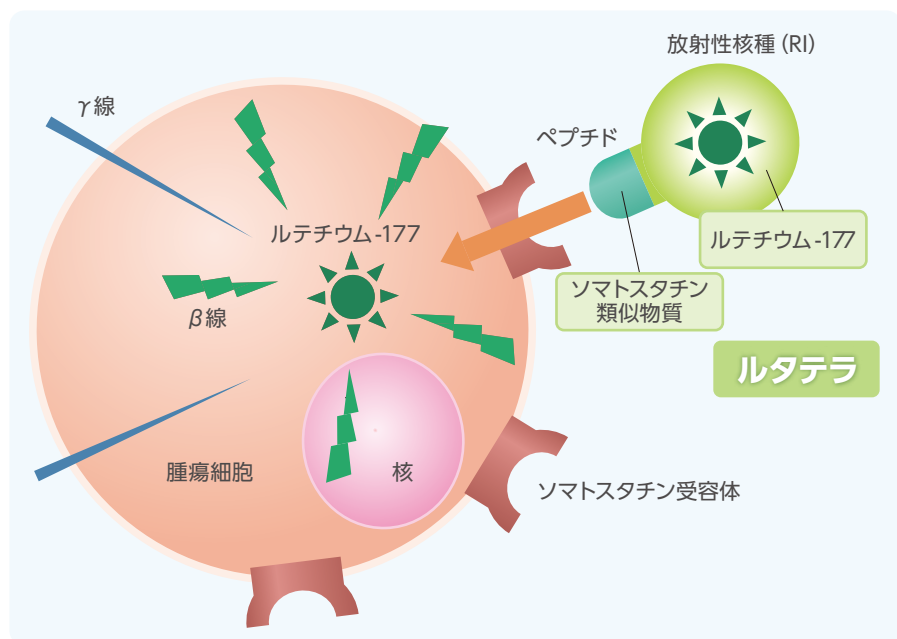 放射性核種（RI）
γ線
ペプチド
ルテチウム-177
ルテチウム-177
ソマトスタチン
類似物質
β線
ルタテラ
腫瘍細胞
核
ソマトスタチン受容体